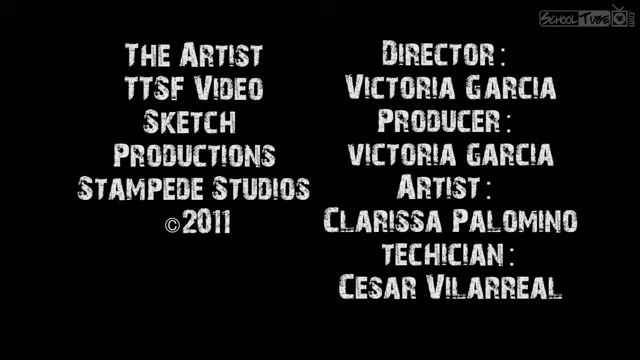 SCHOOLTUBE.com
The Artist
TTSF Video
Sketch
Productions
Stampede Studios
©2011
Director:
Victoria Garcia
Producer:
victoria garcia
Artist:
Clarissa Palomino
techician:
Cesar Vilarreal